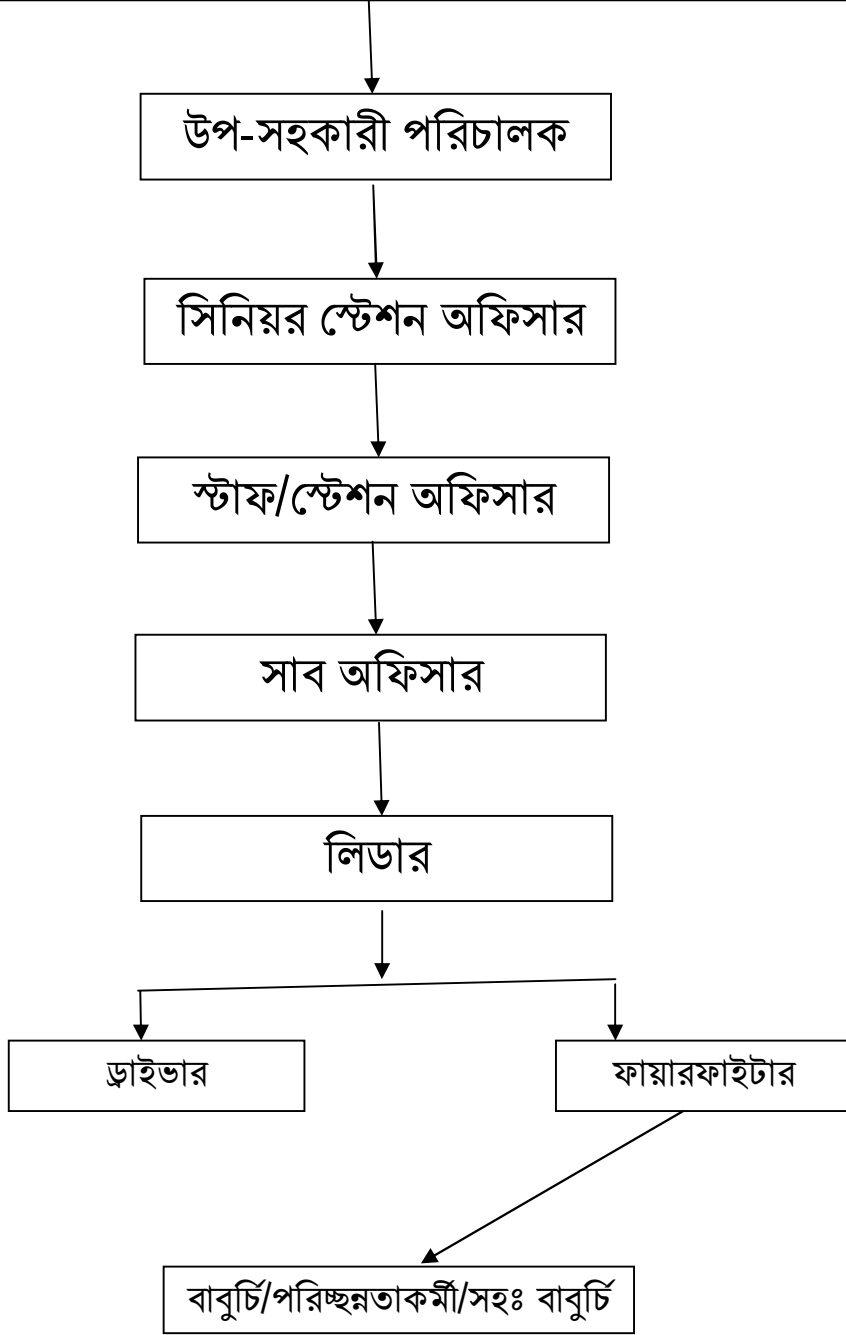 উপ-সহকারী পরিচালক
সিনিয়র স্টেশন অফিসার
স্টাফ/স্টেশন অফিসার
সাব অফিসার
লিডার
ড্রাইভার
ফায়ারফাইটার
বাবুর্চি/পরিচ্ছন্নতাকর্মী/সহঃ বাবুর্চি